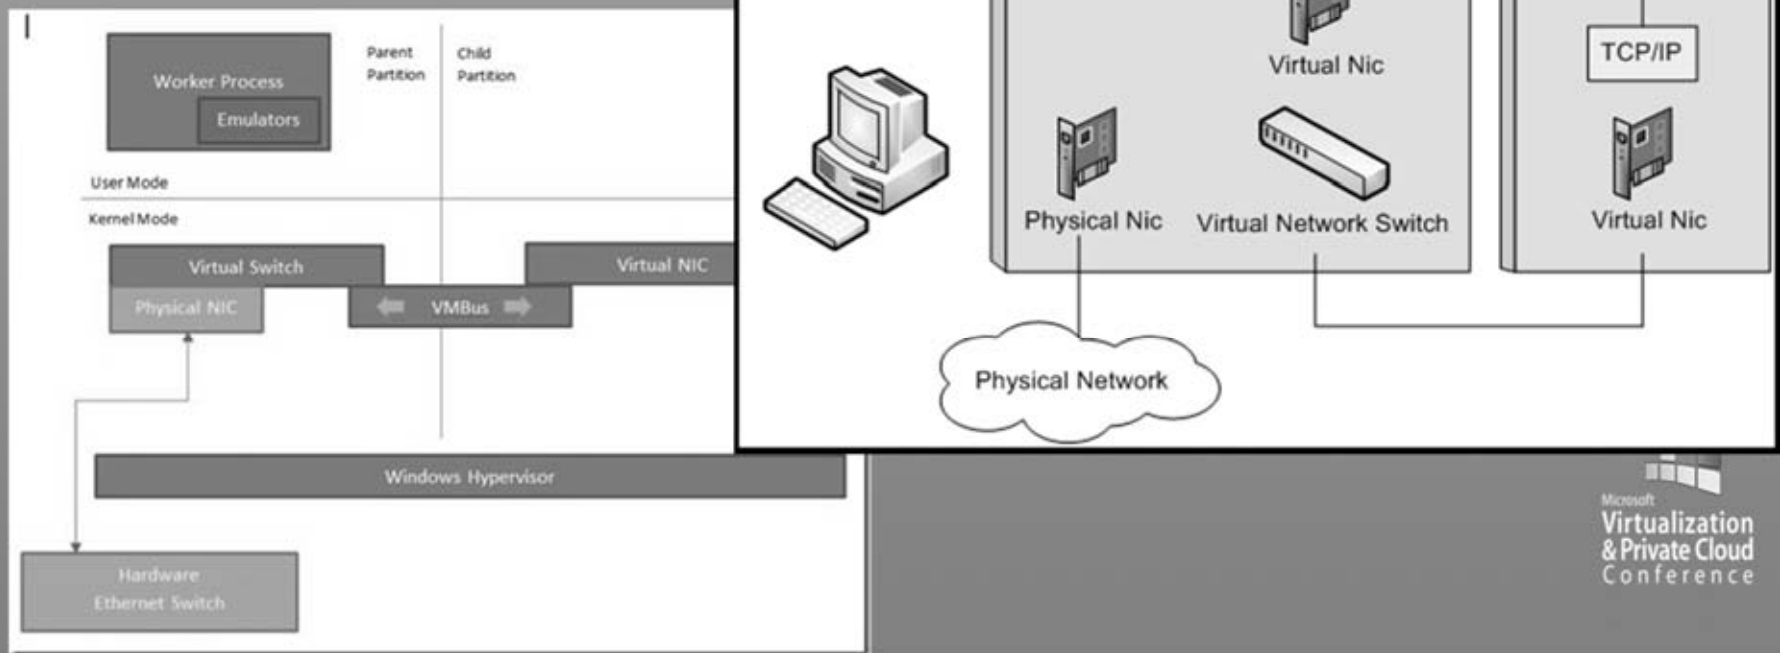 Worker Process
Emulators
Parent
Partition
Child
Partition
User Mode
Kernel Mode
Virtual Switch
Physical NIC
VMBus
Virtual NIC
Windows Hypervisor
Hardware
Ethernet Switch
Virtual Nic
TCP/IP
Physical Nic
Virtual Network Switch
Virtual Nic
Physical Network
Microsoft
Virtualization
& Private Cloud
Conference